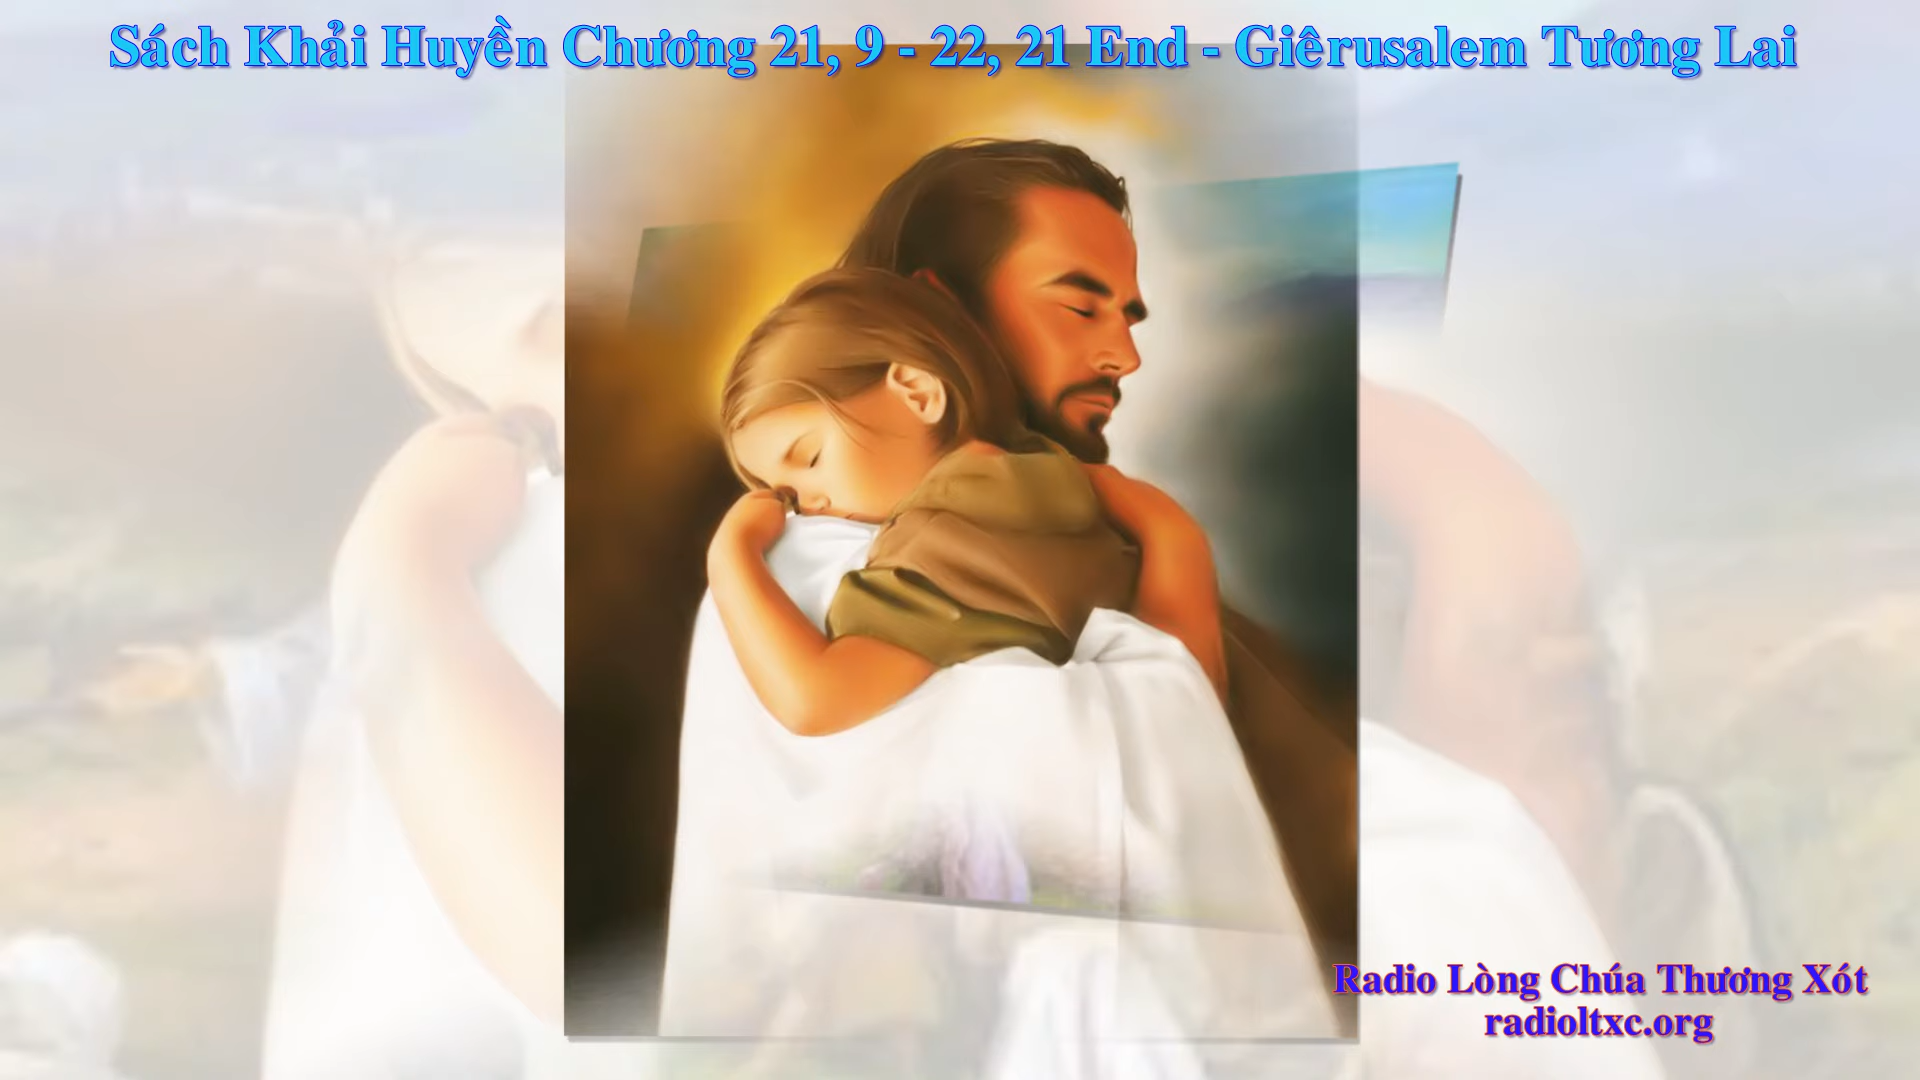 Sách Khải Huyền Chương 21, 9 - 22, 21 End - Giêrusalem Tương Lai
Radio Lòng Chúa Thương Xót
radioltxc.org